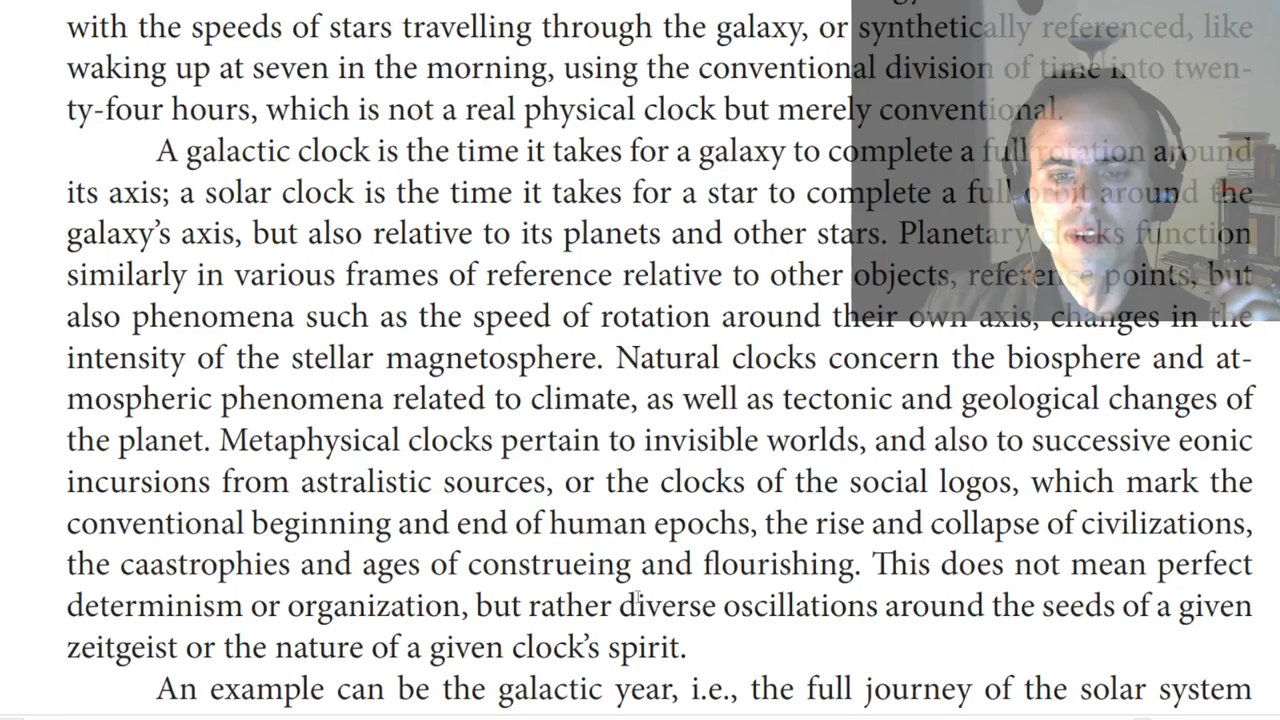 with the speeds of stars travelling through the galaxy, or synthetically referenced, like
waking up at seven in the morning, using the conventional division of time into twen-
ty-four hours, which is not a real physical clock but merely conventional.
A galactic clock is the time it takes for a galaxy to complete a full rotation around
its axis; a solar clock is the time it takes for a star to complete a full orbit around the
galaxy’s axis, but also relative to its planets and other stars. Planetary clocks function
similarly in various frames of reference relative to other objects, reference points, but
also phenomena such as the speed of rotation around their own axis, changes in the
intensity of the stellar magnetosphere. Natural clocks concern the biosphere and at-
mospheric phenomena related to climate, as well as tectonic and geological changes of
the planet. Metaphysical clocks pertain to invisible worlds, and also to successive eonic
incursions from astralistic sources, or the clocks of the social logos, which mark the
conventional beginning and end of human epochs, the rise and collapse of civilizations,
the caastrophies and ages of construeing and flourishing. This does not mean perfect
determinism or organization, but rather diverse oscillations around the seeds of a given
zeitgeist or the nature of a given clock’s spirit.
An example can be the galactic year, i.e., the full journey of the solar system